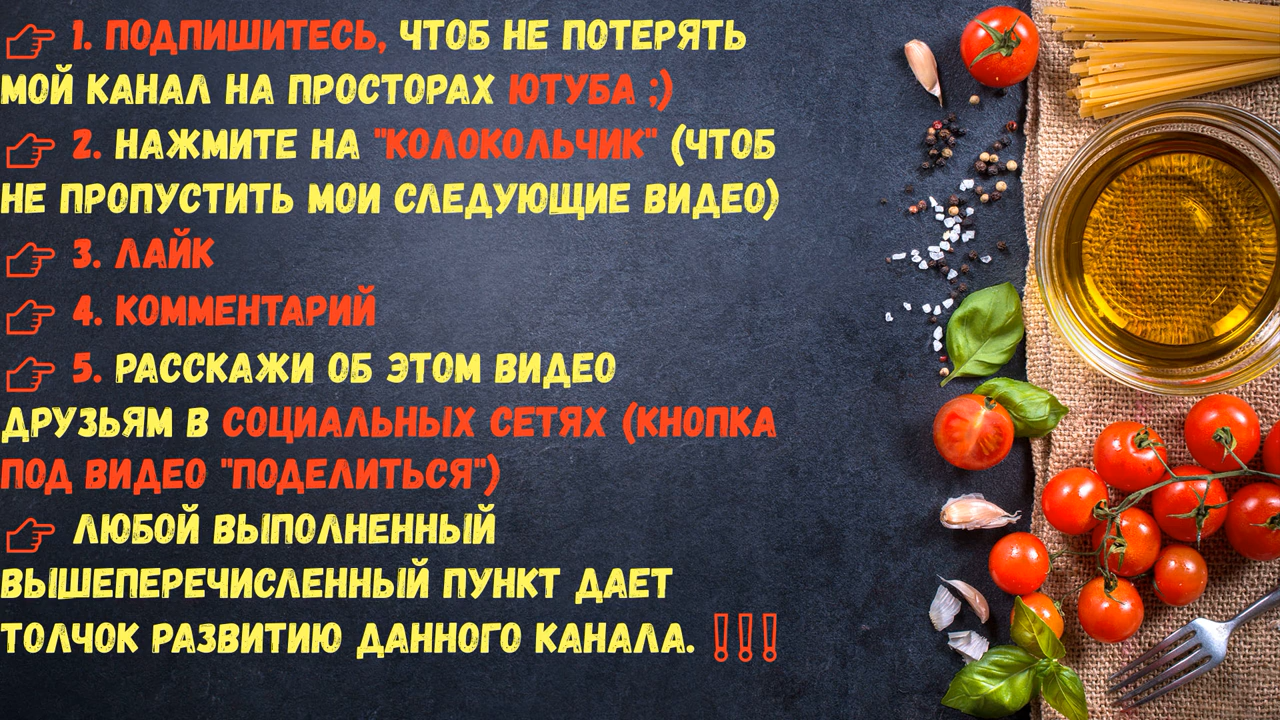 👉 1. ПОДПИШИТЕСЬ, ЧТОБ НЕ ПОТЕРЯТЬ
МОЙ КАНАЛ НА ПРОСТОРАХ ЮТУБА ;)
👉 2. НАЖМИТЕ НА "КОЛОКОЛЬЧИК" (ЧТОБ
НЕ ПРОПУСТИТЬ МОИ СЛЕДУЮЩИЕ ВИДЕО)
👉 3. ЛАЙК
👉 4. КОММЕНТАРИЙ
👉 5. РАССКАЖИ ОБ ЭТОМ ВИДЕО
ДРУЗЬЯМ В СОЦИАЛЬНЫХ СЕТЯХ (КНОПКА
ПОД ВИДЕО "ПОДЕЛИТЬСЯ")
👉 ЛЮБОЙ ВЫПОЛНЕННЫЙ
ВЫШЕПЕРЕЧИСЛЕННЫЙ ПУНКТ ДАЕТ
ТОЛЧОК РАЗВИТИЮ ДАННОГО КАНАЛА. !!!